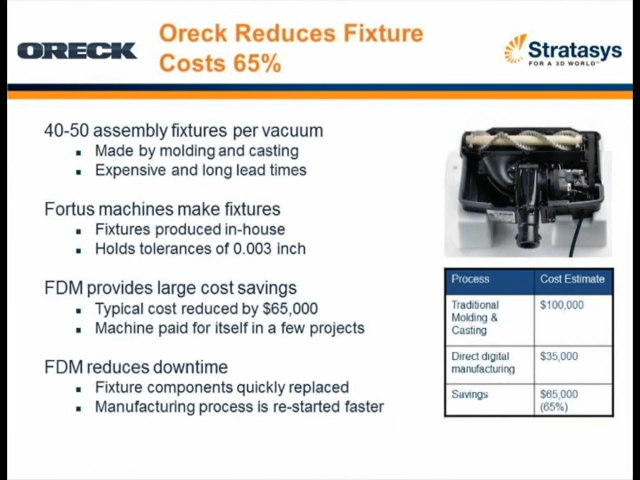 ORECK
Oreck Reduces Fixture
Costs 65%
Stratasys
FOR A 3D WORLD™
40-50 assembly fixtures per vacuum
▪ Made by molding and casting
▪ Expensive and long lead times
Fortus machines make fixtures
▪ Fixtures produced in-house
▪ Holds tolerances of 0.003 inch
FDM provides large cost savings
▪ Typical cost reduced by $65,000
▪ Machine paid for itself in a few projects
FDM reduces downtime
▪ Fixture components quickly replaced
▪ Manufacturing process is re-started faster
Process Cost Estimate
Traditional $100,000
Molding &
Casting
Direct digital $35,000
manufacturing
Savings $65,000
(65%)